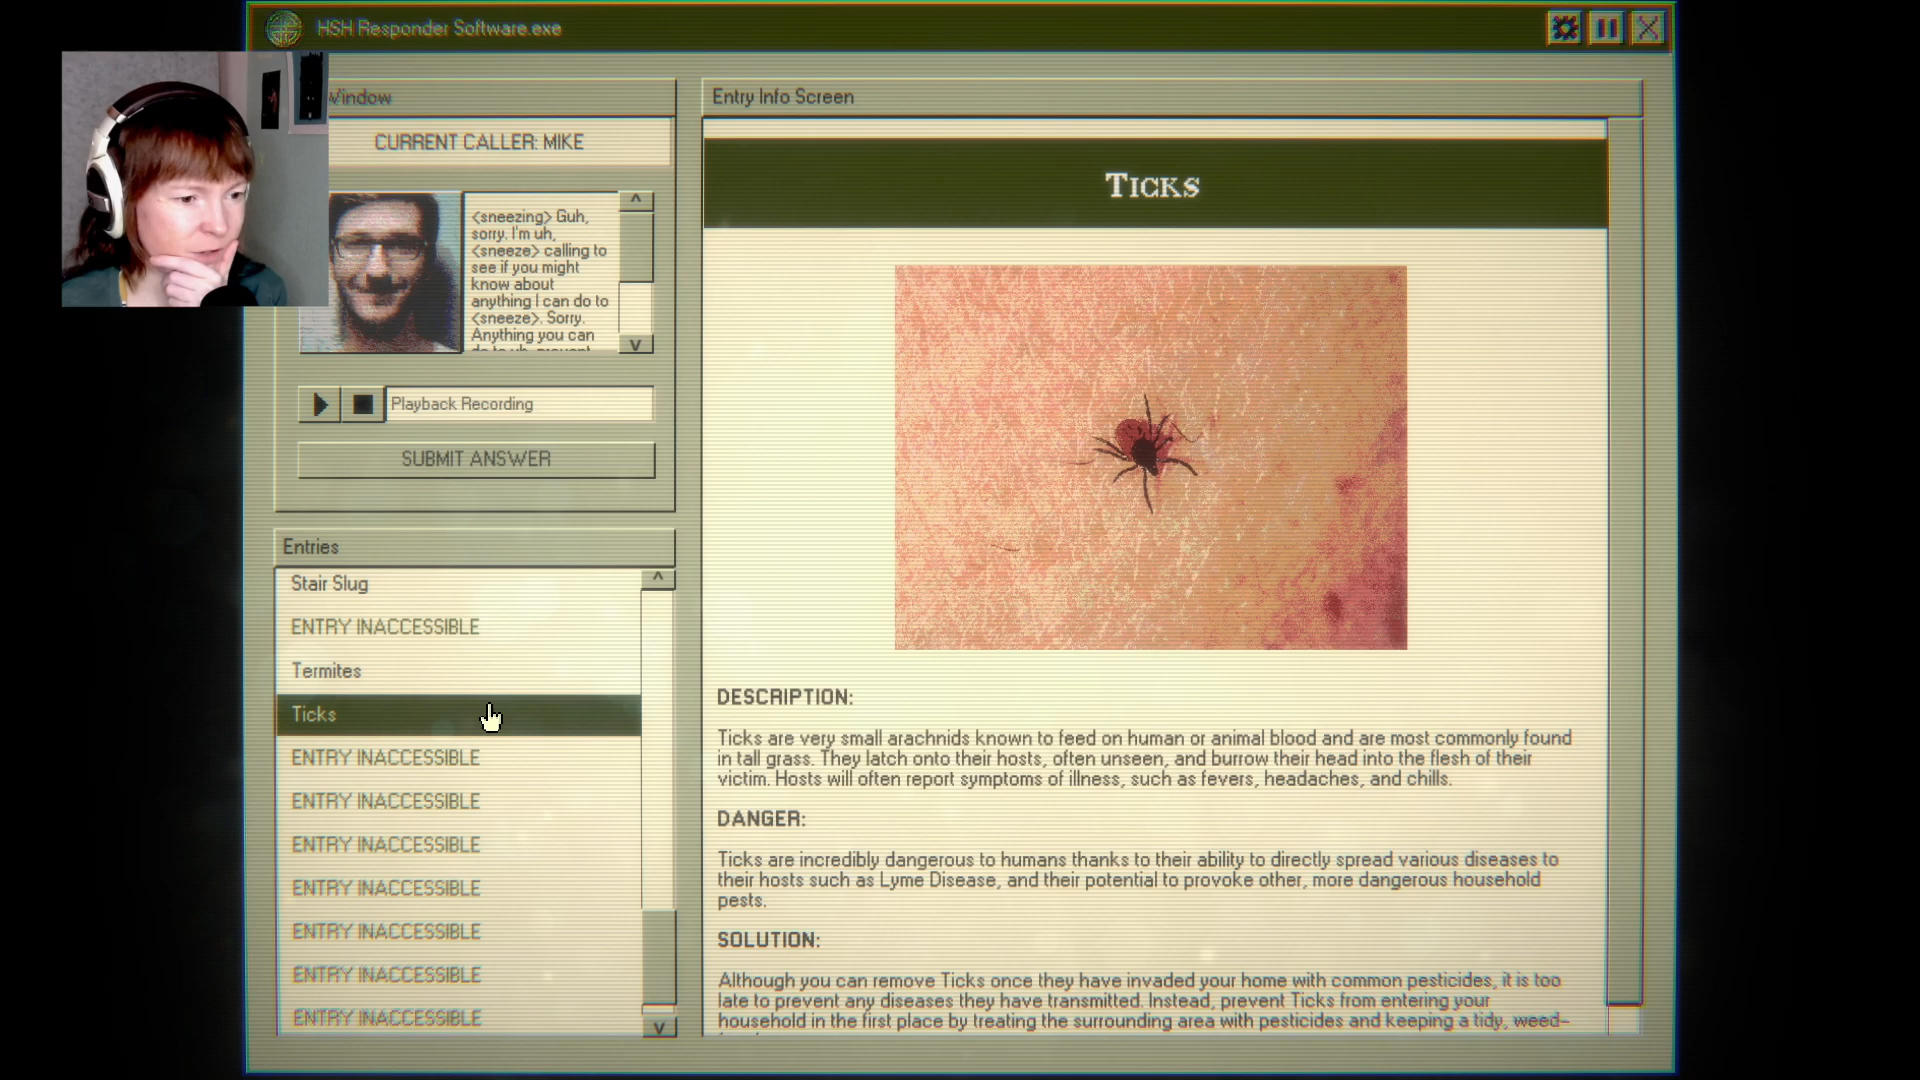 HSH Responder Software.exe
Window
CURRENT CALLER: MIKE
<sneezing> Guh,
sorry. I'm uh,
<sneeze> calling to
see if you might
know about
anything I can do to
<sneeze>. Sorry.
Anything you can
do to uh, prevent
Playback Recording
SUBMIT ANSWER
Entries
Stair Slug
ENTRY INACCESSIBLE
Termites
Ticks
ENTRY INACCESSIBLE
ENTRY INACCESSIBLE
ENTRY INACCESSIBLE
ENTRY INACCESSIBLE
ENTRY INACCESSIBLE
ENTRY INACCESSIBLE
ENTRY INACCESSIBLE
Entry Info Screen
TICKS
DESCRIPTION:
Ticks are very small arachnids known to feed on human or animal blood and are most commonly found
in tall grass. They latch onto their hosts, often unseen, and burrow their head into the flesh of their
victim. Hosts will often report symptoms of illness, such as fevers, headaches, and chills.
DANGER:
Ticks are incredibly dangerous to humans thanks to their ability to directly spread various diseases to
their hosts such as Lyme Disease, and their potential to provoke other, more dangerous household
pests.
SOLUTION:
Although you can remove Ticks once they have invaded your home with common pesticides, it is too
late to prevent any diseases they have transmitted. Instead, prevent Ticks from entering your
household in the first place by treating the surrounding area with pesticides and keeping a tidy, weed-